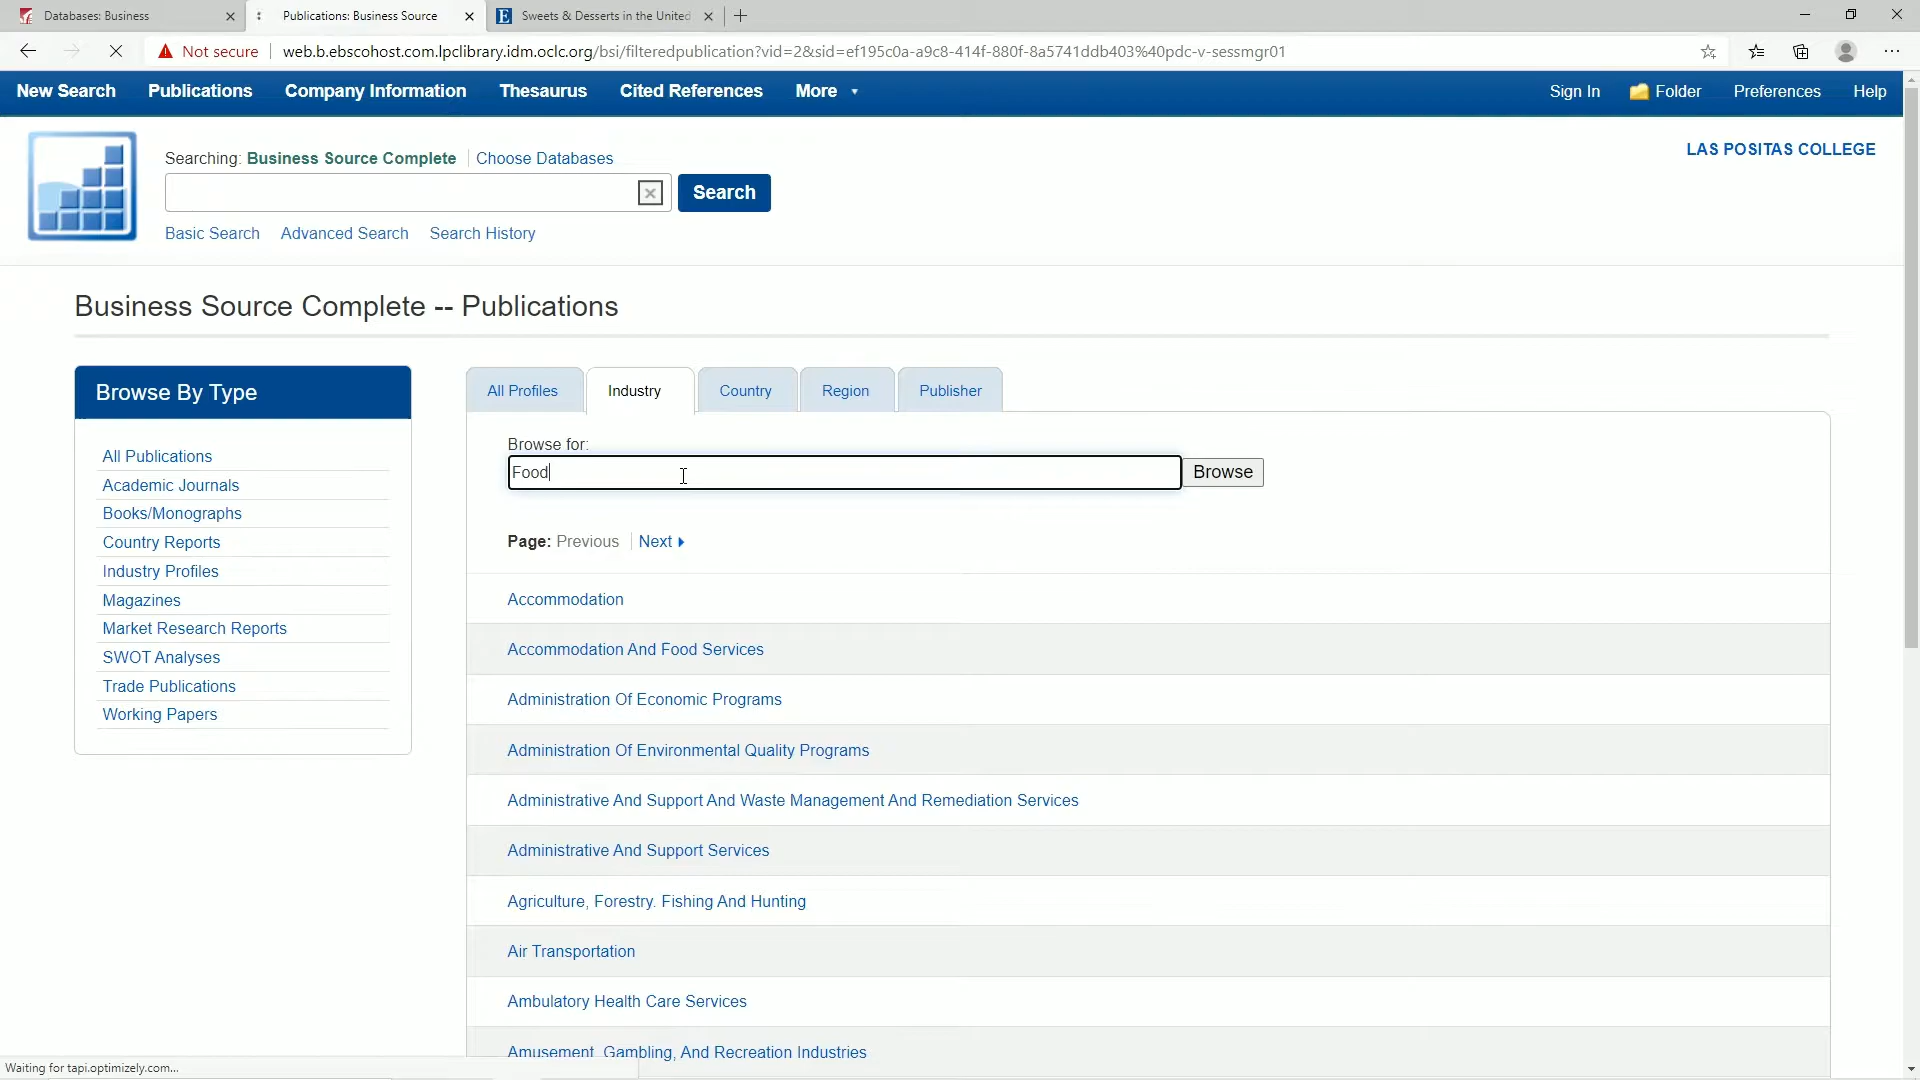 Databases: Business
Publications: Business Source
Sweets & Desserts in the United
Not secure
web.b.ebscohost.com.lpclibrary.idm.oclc.org/bsi/filteredpublication?vid=2&sid=ef195c0a-a9c8-414f-880f-8a5741ddb403%40pdc-v-sessmgr01
New Search Publications Company Information Thesaurus Cited References More Sign In Folder Preferences Help
Searching: Business Source Complete Choose Databases
LAS POSITAS COLLEGE
Search
Basic Search Advanced Search Search History
Business Source Complete -- Publications
Browse By Type
All Publications
Academic Journals
Books/Monographs
Country Reports
Industry Profiles
Magazines
Market Research Reports
SWOT Analyses
Trade Publications
Working Papers
All Profiles Industry Country Region Publisher
Browse for:
Food
Browse
Page: Previous Next
Accommodation
Accommodation And Food Services
Administration Of Economic Programs
Administration Of Environmental Quality Programs
Administrative And Support And Waste Management And Remediation Services
Administrative And Support Services
Agriculture, Forestry. Fishing And Hunting
Air Transportation
Ambulatory Health Care Services
Amusement, Gambling, And Recreation Industries
Waiting for tapi.optimizely.com...